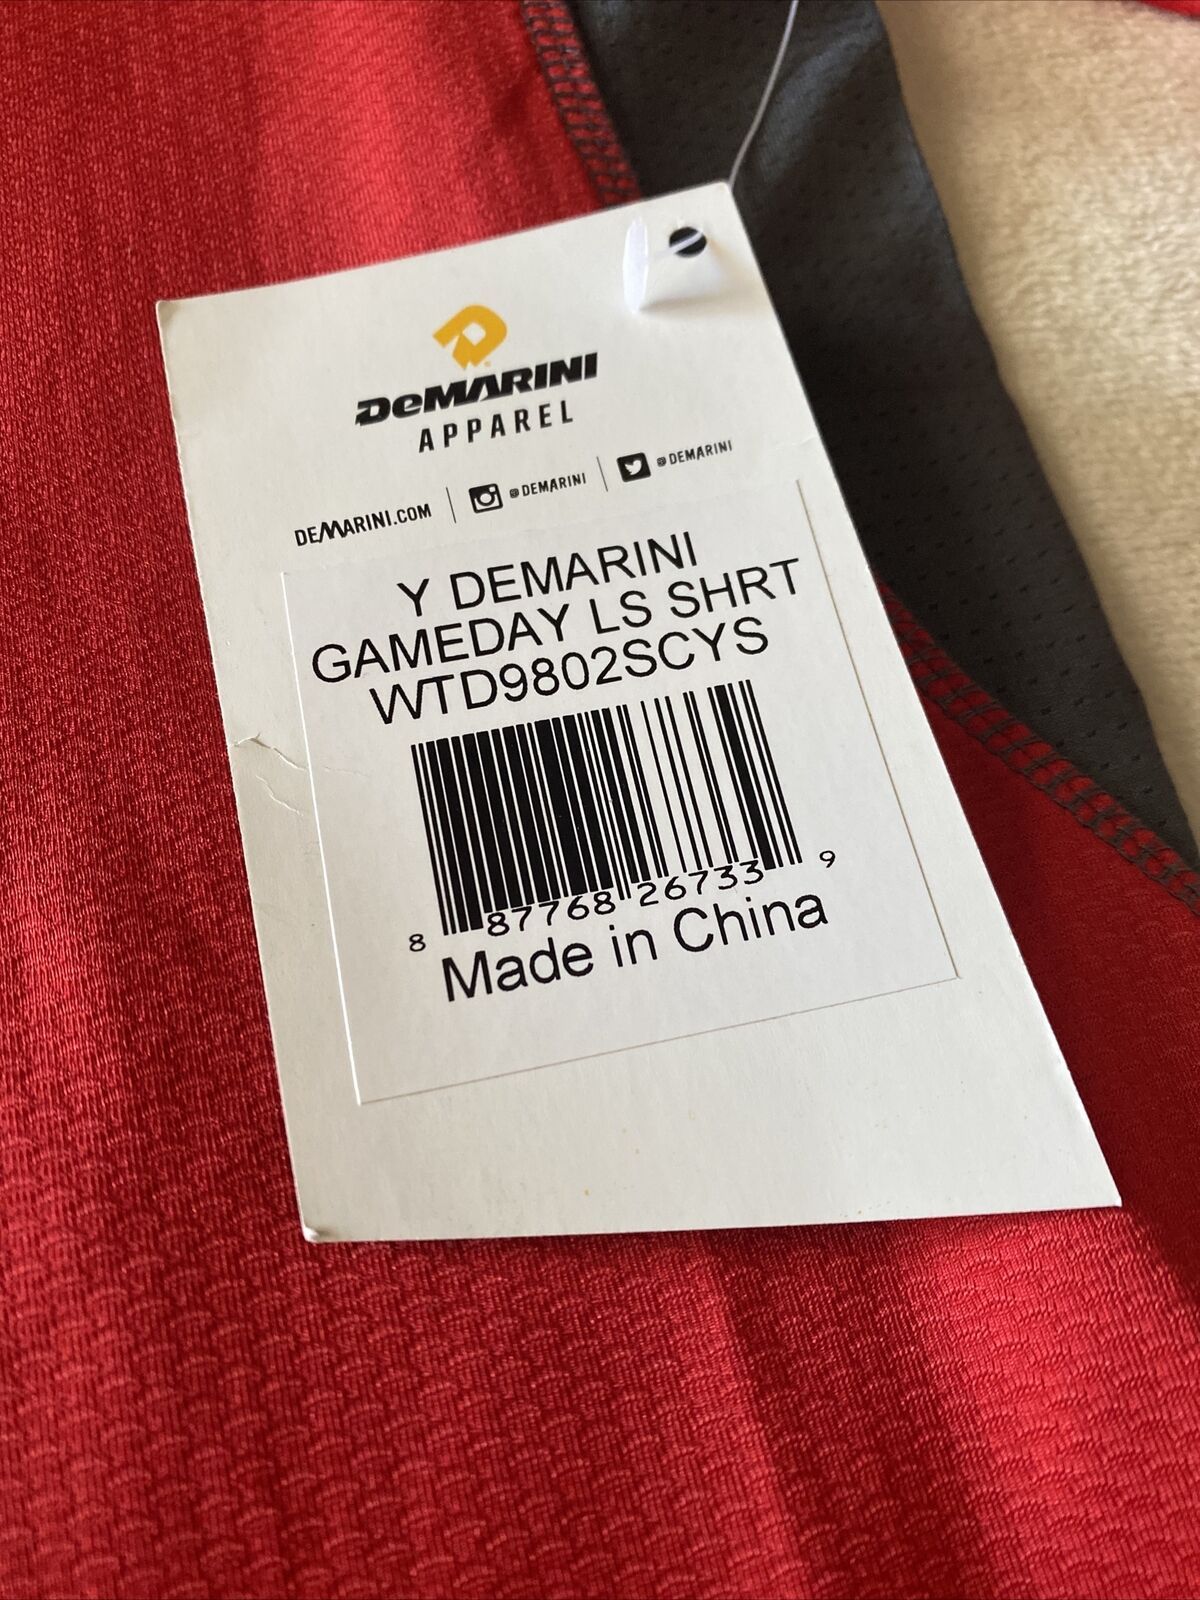 DeMARINI
APPAREL
DEMARINI.COM | @DEMARINI | @DEMARINI
Y DEMARINI
GAMEDAY LS SHRT
WTD9802SCYS
8 87768 26733 9
Made in China